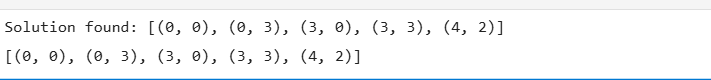 Solution found: [(0, 0), (0, 3), (3, 0), (3, 3), (4, 2)]
[(0, 0), (0, 3), (3, 0), (3, 3), (4, 2)]